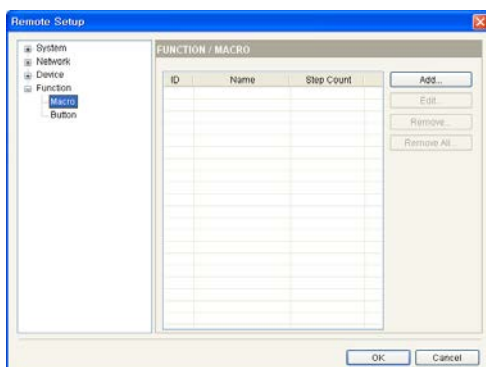 Remote Setup
System
Network
Device
Function
Macro
Button
FUNCTION / MACRO
ID Name Step Count
Add...
Edit...
Remove...
Remove All...
OK Cancel